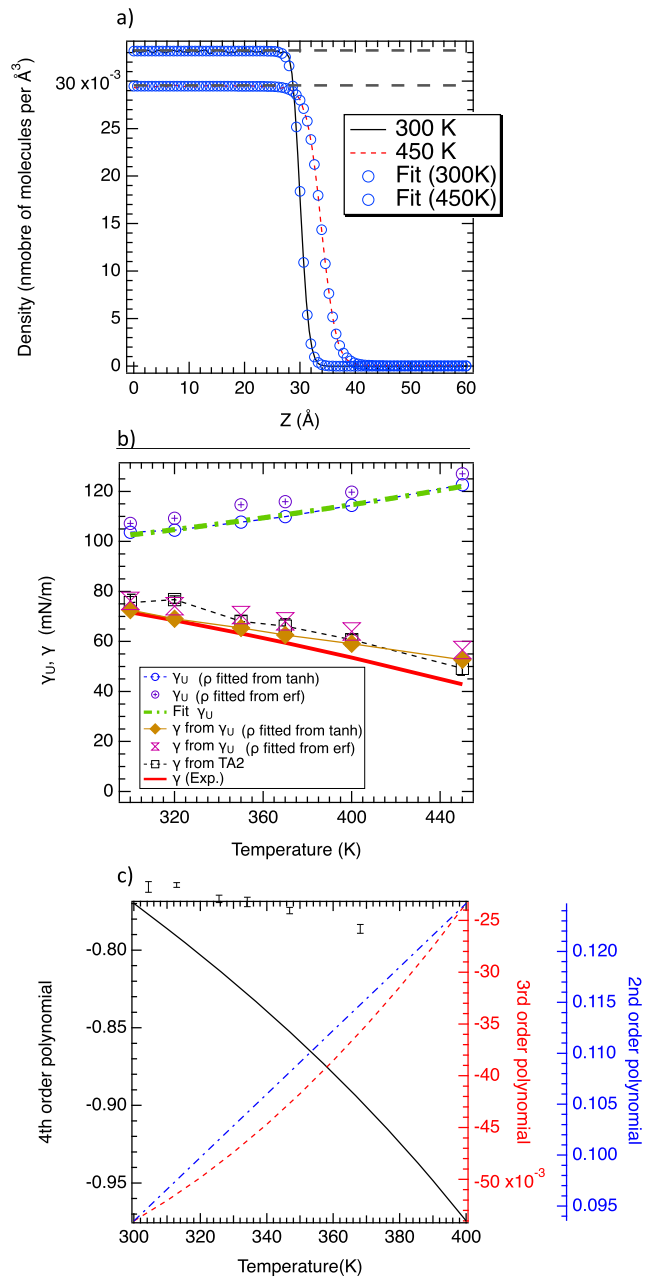 a)
30 x10⁻³
25
20
15
10
5
0
Density (nmobre of molecules per Å³)
300 K
450 K
Fit (300K)
Fit (450K)
0 10 20 30 40 50 60
Z (Å)
b)
120
100
80
60
40
20
0
γU, γ (mN/m)
γU (ρ fitted from tanh)
γU (ρ fitted from erf)
Fit γU
γ from γU (ρ fitted from tanh)
γ from γU (ρ fitted from erf)
γ from TA2
γ (Exp.)
320 360 400 440
Temperature (K)
c)
-0.80
-0.85
-0.90
-0.95
4th order polynomial
-25
-30
-35
-40
-45
-50 x10⁻³
3rd order polynomial
0.120
0.115
0.110
0.105
0.100
0.095
2nd order polynomial
300 320 340 360 380 400
Temperature(K)